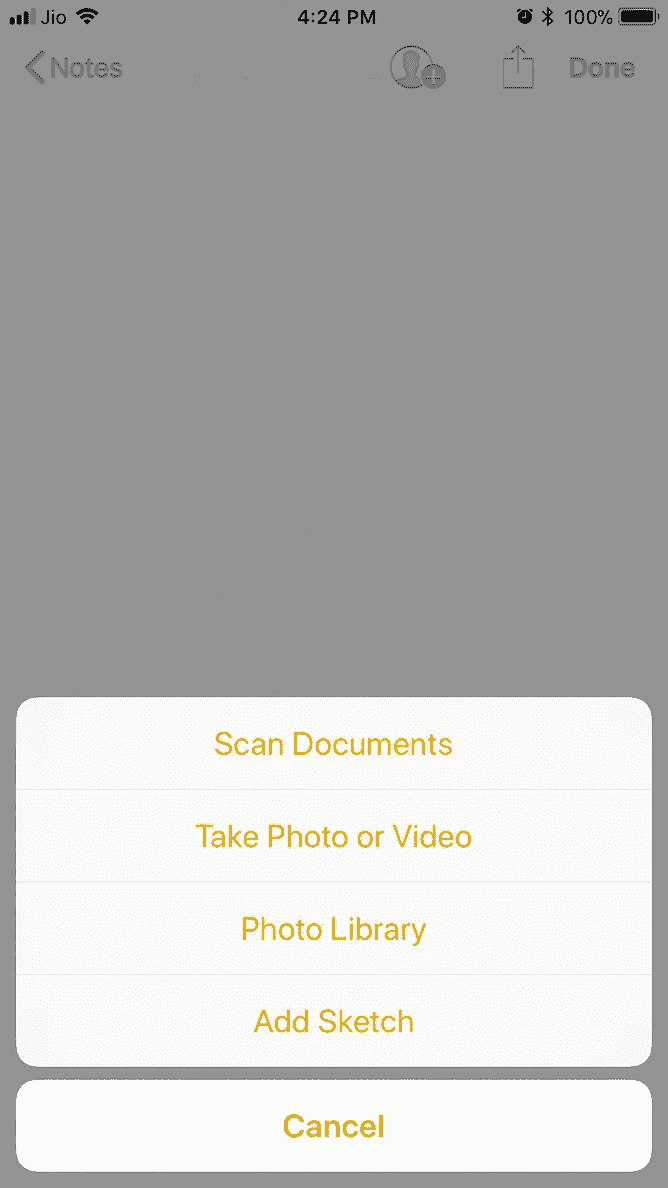 Jio 4:24 PM 100%
Notes Done
Scan Documents
Take Photo or Video
Photo Library
Add Sketch
Cancel